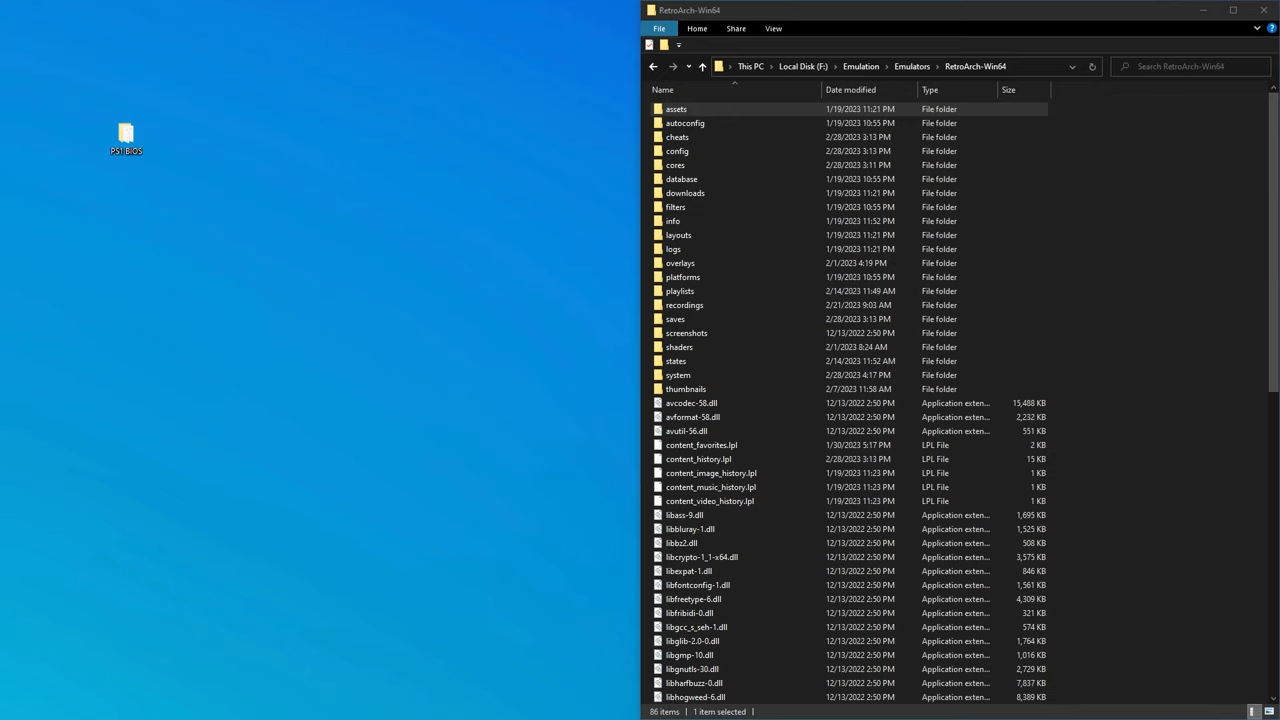 PS1 BIOS
RetroArch-Win64
File Home Share View
This PC Local Disk (F:) Emulation Emulators RetroArch-Win64 Search RetroArch-Win64
Name Date modified Type Size
assets 1/19/2023 11:21 PM File folder
autoconfig 1/19/2023 10:55 PM File folder
cheats 2/28/2023 3:13 PM File folder
config 2/28/2023 3:13 PM File folder
cores 2/28/2023 3:11 PM File folder
database 1/19/2023 10:55 PM File folder
downloads 1/19/2023 11:21 PM File folder
filters 1/19/2023 10:55 PM File folder
info 1/19/2023 11:52 PM File folder
layouts 1/19/2023 11:21 PM File folder
logs 1/19/2023 11:21 PM File folder
overlays 2/1/2023 4:19 PM File folder
platforms 1/19/2023 10:55 PM File folder
playlists 2/14/2023 11:49 AM File folder
recordings 2/21/2023 9:03 AM File folder
saves 2/28/2023 3:13 PM File folder
screenshots 12/13/2022 2:50 PM File folder
shaders 2/1/2023 8:24 AM File folder
states 2/14/2023 11:52 AM File folder
system 2/28/2023 4:17 PM File folder
thumbnails 2/7/2023 11:58 AM File folder
avcodec-58.dll 12/13/2022 2:50 PM Application exten... 15,488 KB
avformat-58.dll 12/13/2022 2:50 PM Application exten... 2,232 KB
avutil-56.dll 12/13/2022 2:50 PM Application exten... 551 KB
content_favorites.lpl 1/30/2023 5:17 PM LPL File 2 KB
content_history.lpl 2/28/2023 3:13 PM LPL File 15 KB
content_image_history.lpl 1/19/2023 11:23 PM LPL File 1 KB
content_music_history.lpl 1/19/2023 11:23 PM LPL File 1 KB
content_video_history.lpl 1/19/2023 11:23 PM LPL File 1 KB
libass-9.dll 12/13/2022 2:50 PM Application exten... 1,695 KB
libbluray-1.dll 12/13/2022 2:50 PM Application exten... 1,525 KB
libbz2.dll 12/13/2022 2:50 PM Application exten... 508 KB
libcrypto-1_1-x64.dll 12/13/2022 2:50 PM Application exten... 3,575 KB
libexpat-1.dll 12/13/2022 2:50 PM Application exten... 846 KB
libfontconfig-1.dll 12/13/2022 2:50 PM Application exten... 1,561 KB
libfreetype-6.dll 12/13/2022 2:50 PM Application exten... 4,309 KB
libfribidi-0.dll 12/13/2022 2:50 PM Application exten... 321 KB
libgcc_s_seh-1.dll 12/13/2022 2:50 PM Application exten... 574 KB
libglib-2.0-0.dll 12/13/2022 2:50 PM Application exten... 1,764 KB
libgmp-10.dll 12/13/2022 2:50 PM Application exten... 1,016 KB
libgnutls-30.dll 12/13/2022 2:50 PM Application exten... 2,729 KB
libharfbuzz-0.dll 12/13/2022 2:50 PM Application exten... 7,837 KB
libhogweed-6.dll 12/13/2022 2:50 PM Application exten... 8,389 KB
86 items 1 item selected